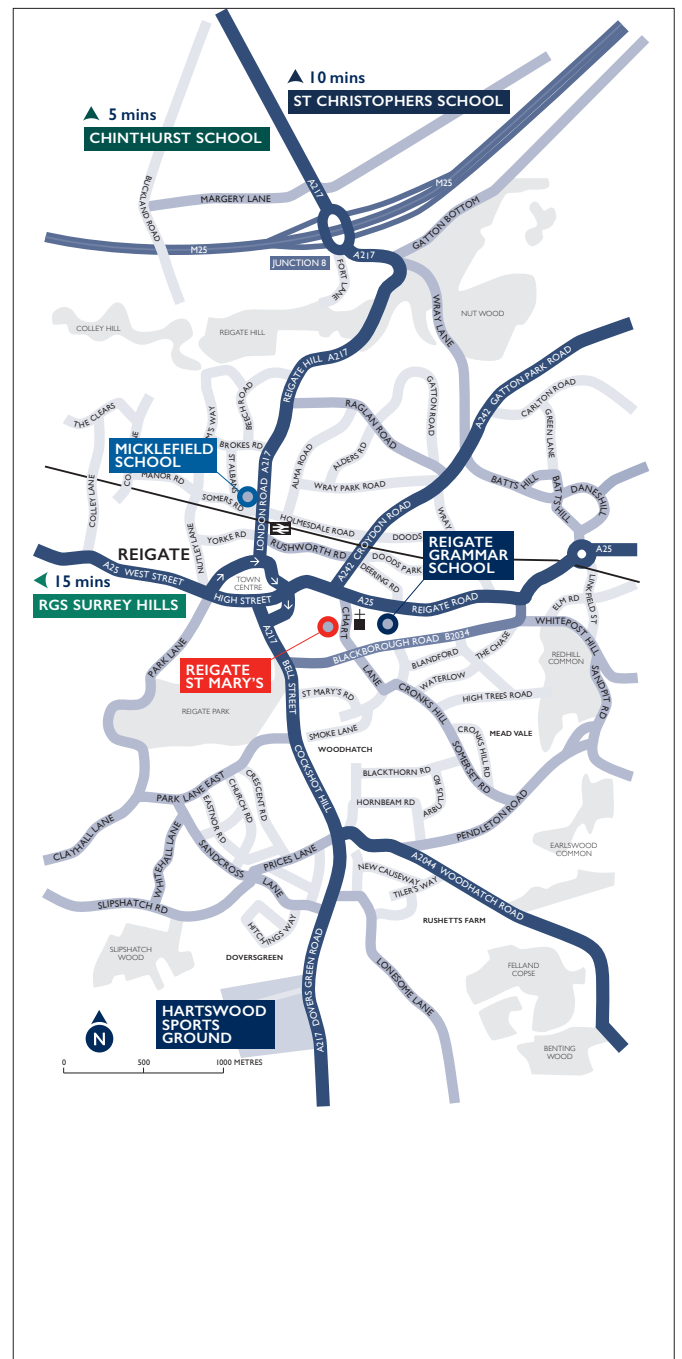 10 mins
ST CHRISTOPHERS SCHOOL
5 mins
CHINTHURST SCHOOL
A217
M25
MARGERY LANE
BUCKLAND ROAD
GATTON BOTTOM
M25
A217
JUNCTION 8
FORT LANE
WRAY LANE
NUT WOOD
COLLEY HILL
REIGATE HILL
REIGATE HILL A217
A242 GATTON PARK ROAD
BEECH ROAD
GATTON ROAD
CARLTON ROAD
RAGLAN ROAD
THE CLEARS
GREEN LANE
BROKES RD
MICKLEFIELD
SCHOOL
ST ALBANS
ALMA ROAD
ALDERS RD
MANOR RD
WRAY PARK ROAD
BATTS HILL
BATTS HILL
DANESHILL
SOMERS RD
LONDON ROAD A217
COLLEY LANE
HOLMESDALE ROAD
A242 CROYDON ROAD
DOODS
WRAY
YORKE RD
RUSHWORTH RD
REIGATE
GRAMMAR
SCHOOL
NUTLEY LANE
REIGATE
DOODS PARK
A25
A25 WEST STREET
TOWN
CENTRE
DEERING RD
15 mins
RGS SURREY HILLS
HIGH STREET
A25
REIGATE ROAD
ELM RD
LINKFIELD ST
A217
CHART
LANE
WHITEPOST HILL
BLACKBOROUGH ROAD B2034
PARK LANE
BELL STREET
REIGATE
ST MARY'S
BLANDFORD
THE CHASE
REDHILL
COMMON
WATERLOW
SANDPIT RD
ST MARY'S RD
CRONKS HILL
HIGH TREES ROAD
REIGATE PARK
SMOKE LANE
WOODHATCH
CRONKS HILL RD
MEAD VALE
COCKSHOT HILL
SOMERSET RD
BLACKTHORN RD
PARK LANE EAST
CRESCENT RD
CHURCH RD
EASTNOR RD
HORNBEAM RD
ARBUTUS RD
PENDLETON ROAD
CLAYHALL LANE
WHITEHALL LANE
SANDCROSS
LANE
PRICES LANE
EARLSWOOD
COMMON
A2044 WOODHATCH ROAD
NEW CAUSEWAY
TILER'S WAY
SLIPSHATCH RD
HITCHINGS WAY
RUSHETTS FARM
SLIPSHATCH
WOOD
DOVERSGREEN
A217 DOVERS GREEN ROAD
LONESOME LANE
FELLAND
COPSE
HARTSWOOD
SPORTS
GROUND
N
BENTING
WOOD
0 500 1000 METRES